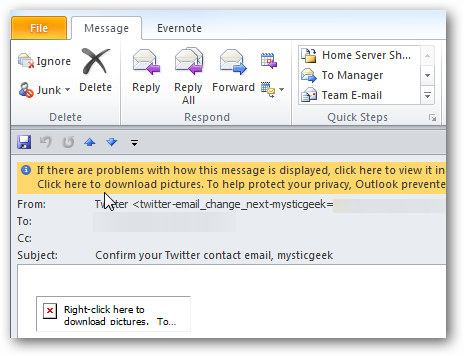 File Message Evernote
Ignore
Junk
Delete
Reply
Reply All
Forward
Home Server Sh...
To Manager
Team E-mail
Delete Respond Quick Steps
If there are problems with how this message is displayed, click here to view it in
Click here to download pictures. To help protect your privacy, Outlook prevente
From: Twitter <twitter-email_change_next-mysticgeek=
To:
Cc:
Subject: Confirm your Twitter contact email, mysticgeek
Right-click here to
download pictures. To...